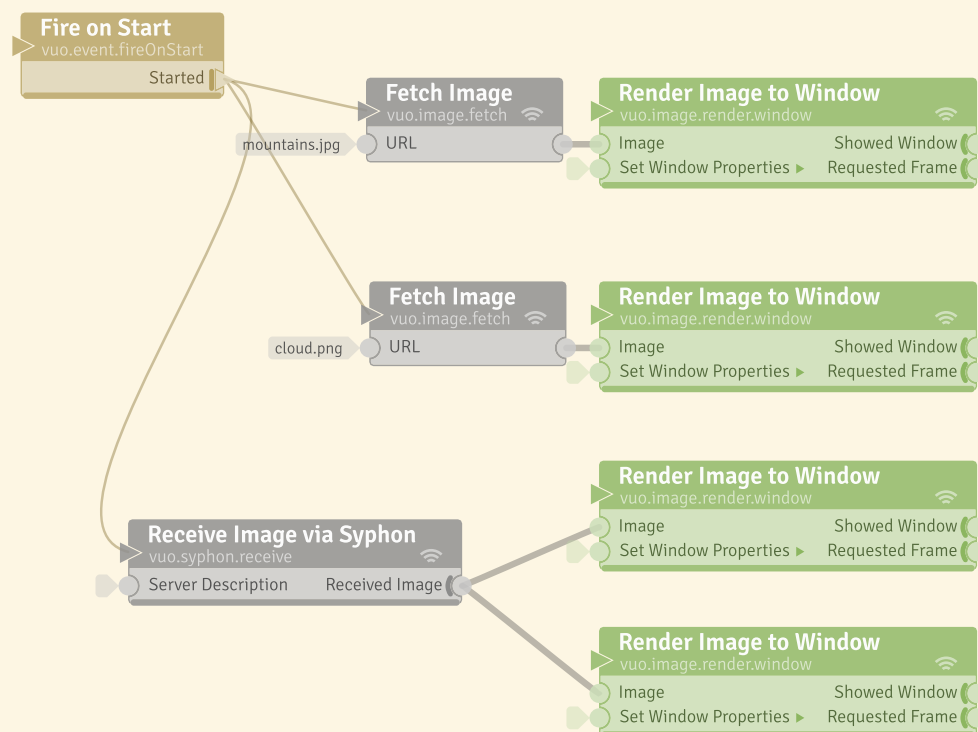 Fire on Start
vuo.event.fireOnStart
Started
Fetch Image
vuo.image.fetch
mountains.jpg
URL
Render Image to Window
vuo.image.render.window
Image Showed Window
Set Window Properties Requested Frame
Fetch Image
vuo.image.fetch
cloud.png
URL
Render Image to Window
vuo.image.render.window
Image Showed Window
Set Window Properties Requested Frame
Receive Image via Syphon
vuo.syphon.receive
Server Description Received Image
Render Image to Window
vuo.image.render.window
Image Showed Window
Set Window Properties Requested Frame
Render Image to Window
vuo.image.render.window
Image Showed Window
Set Window Properties Requested Frame